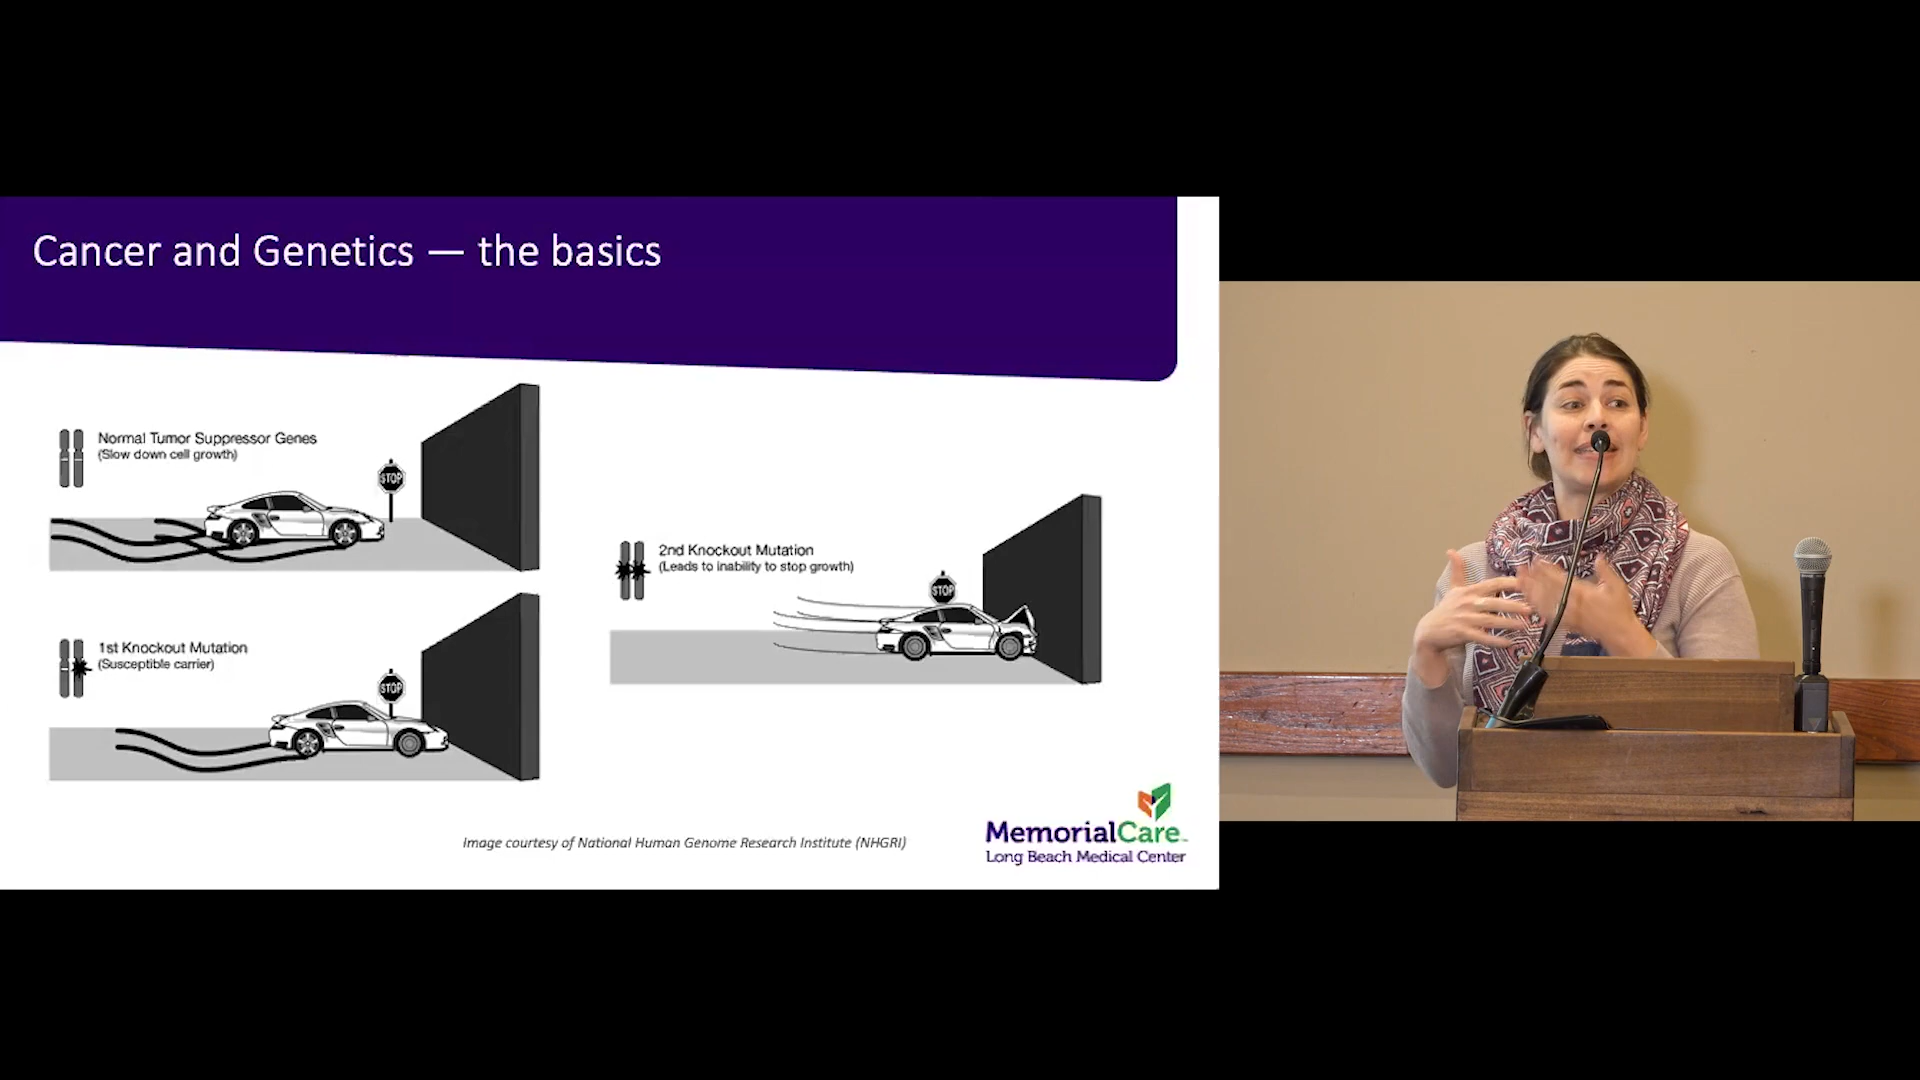 Cancer and Genetics — the basics
Normal Tumor Suppressor Genes
(Slow down cell growth)
STOP
1st Knockout Mutation
(Susceptible carrier)
STOP
2nd Knockout Mutation
(Leads to inability to stop growth)
STOP
Image courtesy of National Human Genome Research Institute (NHGRI)
MemorialCare™
Long Beach Medical Center